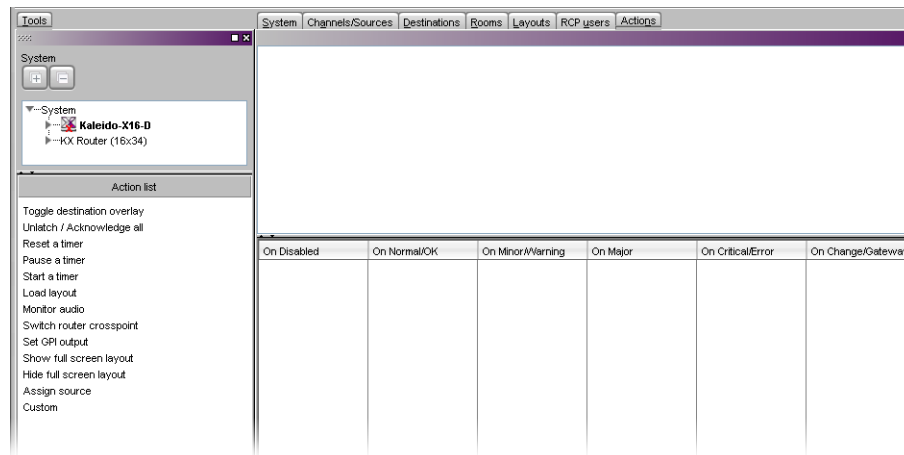 Tools
System Channels/Sources Destinations Rooms Layouts RCP users Actions
System
System
Kaleido-X16-D
KX Router (16x34)
Action list
Toggle destination overlay
Unlatch / Acknowledge all
Reset a timer
Pause a timer
Start a timer
Load layout
Monitor audio
Switch router crosspoint
Set GPI output
Show full screen layout
Hide full screen layout
Assign source
Custom
On Disabled On Normal/OK On Minor/Warning On Major On Critical/Error On Change/Gatewa